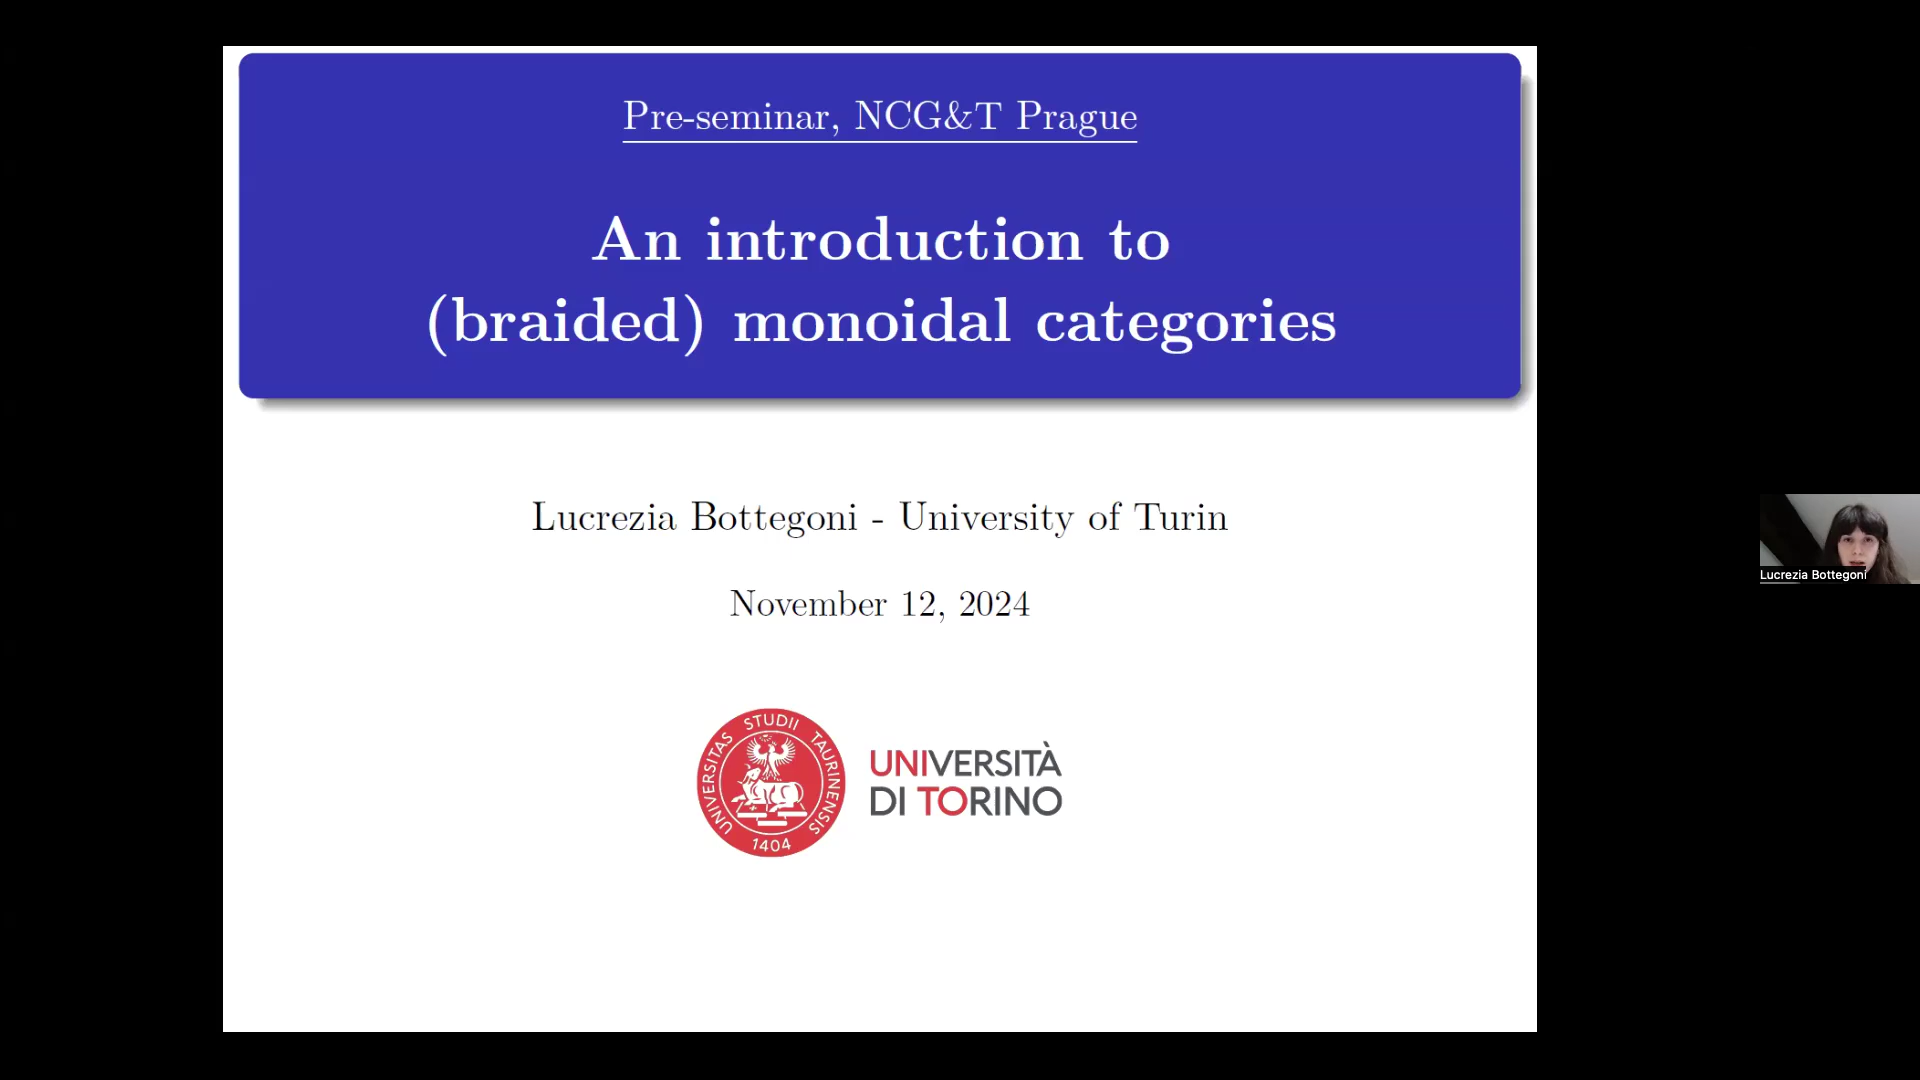 Pre-seminar, NCG&T Prague
An introduction to
(braided) monoidal categories
Lucrezia Bottegoni - University of Turin
November 12, 2024
UNIVERSITAS STUDII TAURINENSIS
1404
UNIVERSITÀ
DI TORINO
Lucrezia Bottegoni